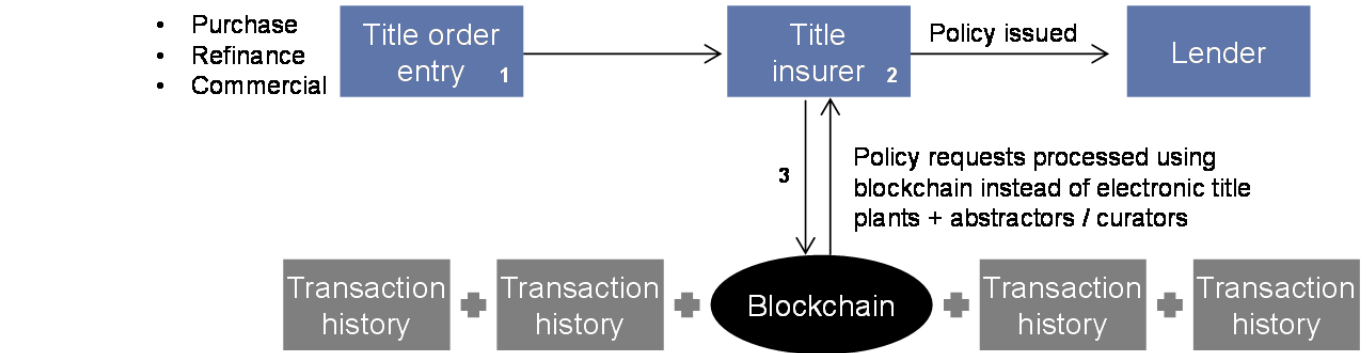 • Purchase
• Refinance
• Commercial
Title order
entry 1
Title
insurer 2
Policy issued
Lender
3
Policy requests processed using
blockchain instead of electronic title
plants + abstractors / curators
Transaction
history
Transaction
history
Blockchain
Transaction
history
Transaction
history